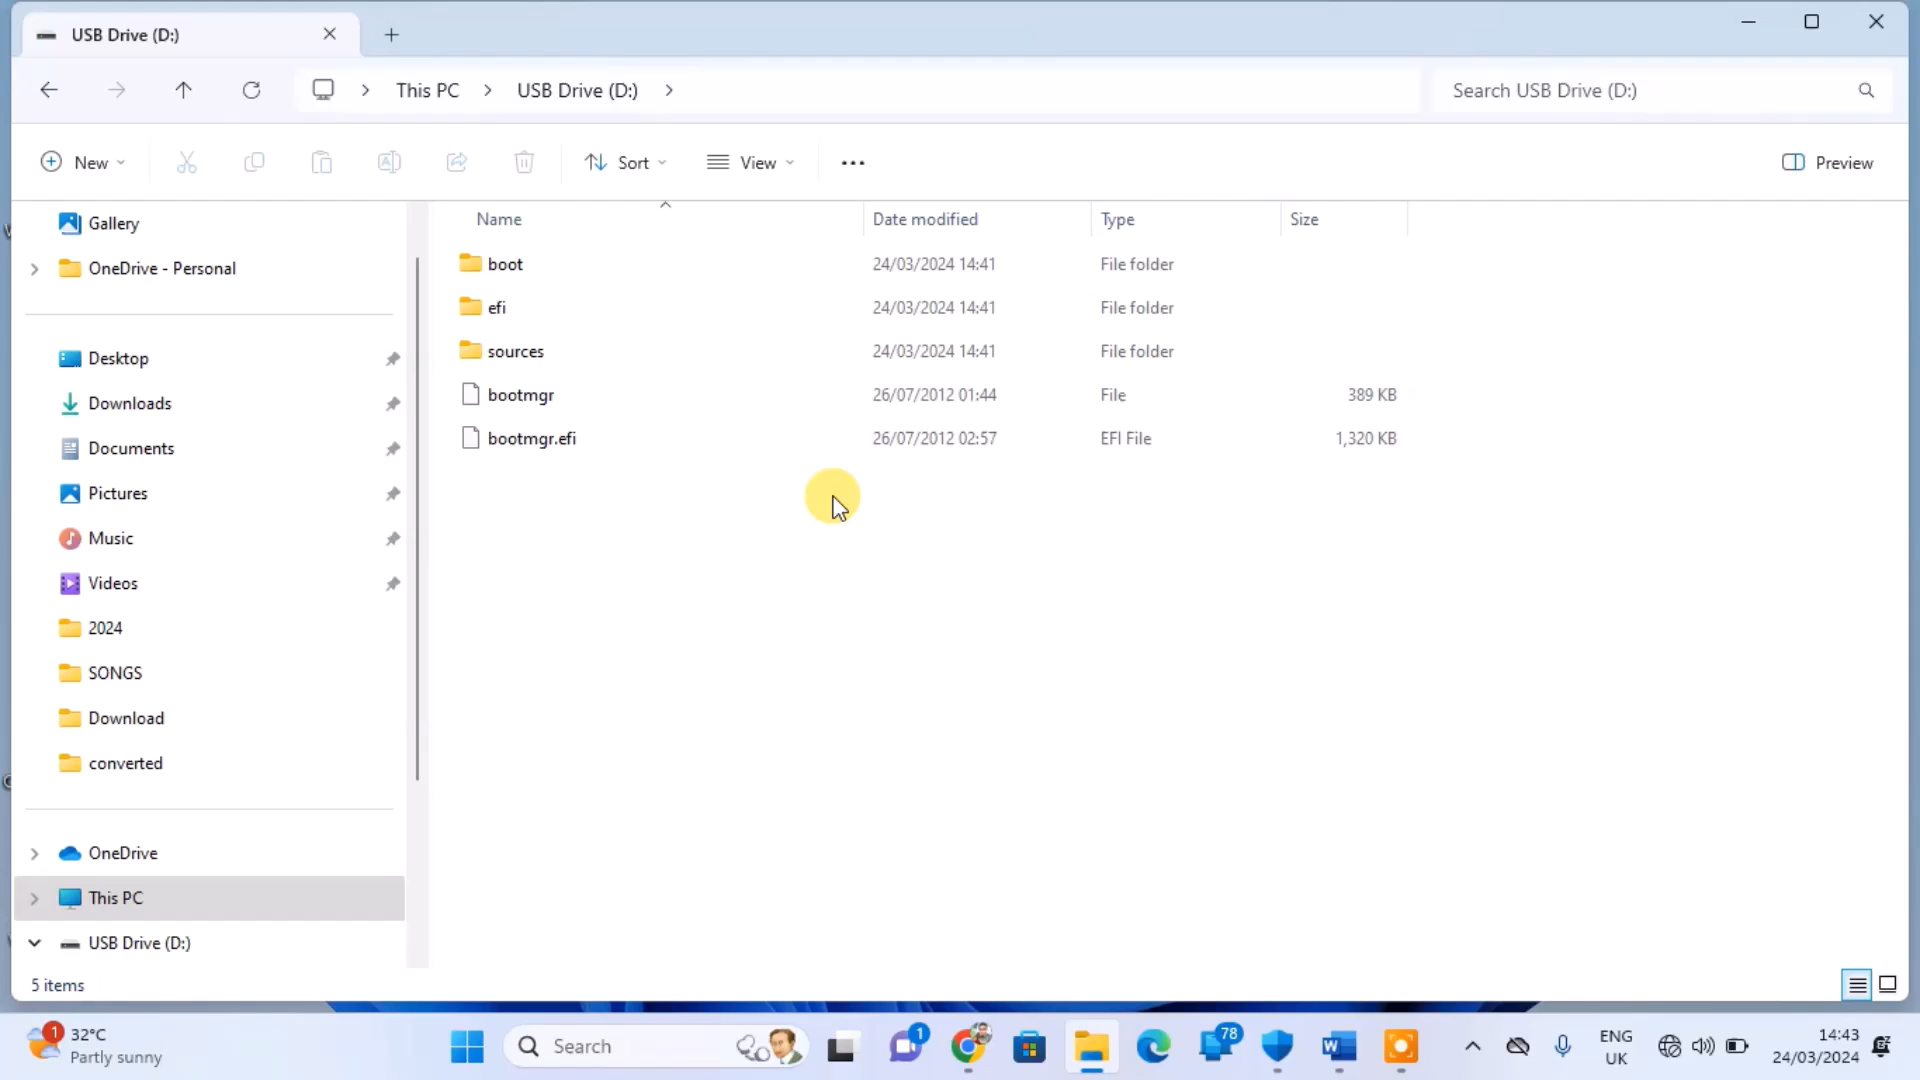 USB Drive (D:)
This PC
USB Drive (D:)
Search USB Drive (D:)
New
Sort
View
Preview
Gallery
OneDrive - Personal
Desktop
Downloads
Documents
Pictures
Music
Videos
2024
SONGS
Download
converted
OneDrive
This PC
USB Drive (D:)
Name Date modified Type Size
boot 24/03/2024 14:41 File folder
efi 24/03/2024 14:41 File folder
sources 24/03/2024 14:41 File folder
bootmgr 26/07/2012 01:44 File 389 KB
bootmgr.efi 26/07/2012 02:57 EFI File 1,320 KB
5 items
1
32°C
Partly sunny
Search
1
78
W
ENG
UK
14:43
24/03/2024